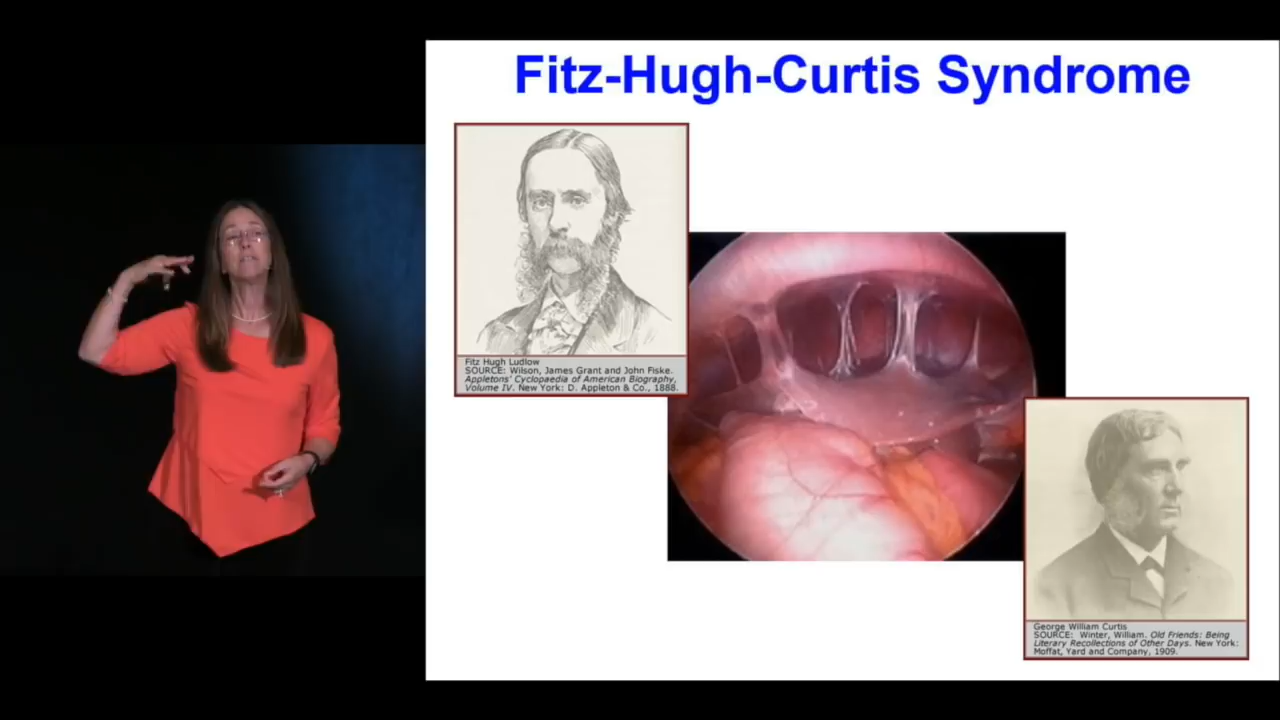 Fitz-Hugh-Curtis Syndrome
Fitz Hugh Ludlow
SOURCE: Wilson, James Grant and John Fiske.
Appletons' Cyclopaedia of American Biography,
Volume IV. New York: D. Appleton & Co., 1888.
George William Curtis
SOURCE: Winter, William. Old Friends: Being
Literary Recollections of Other Days. New York:
Moffat, Yard and Company, 1909.